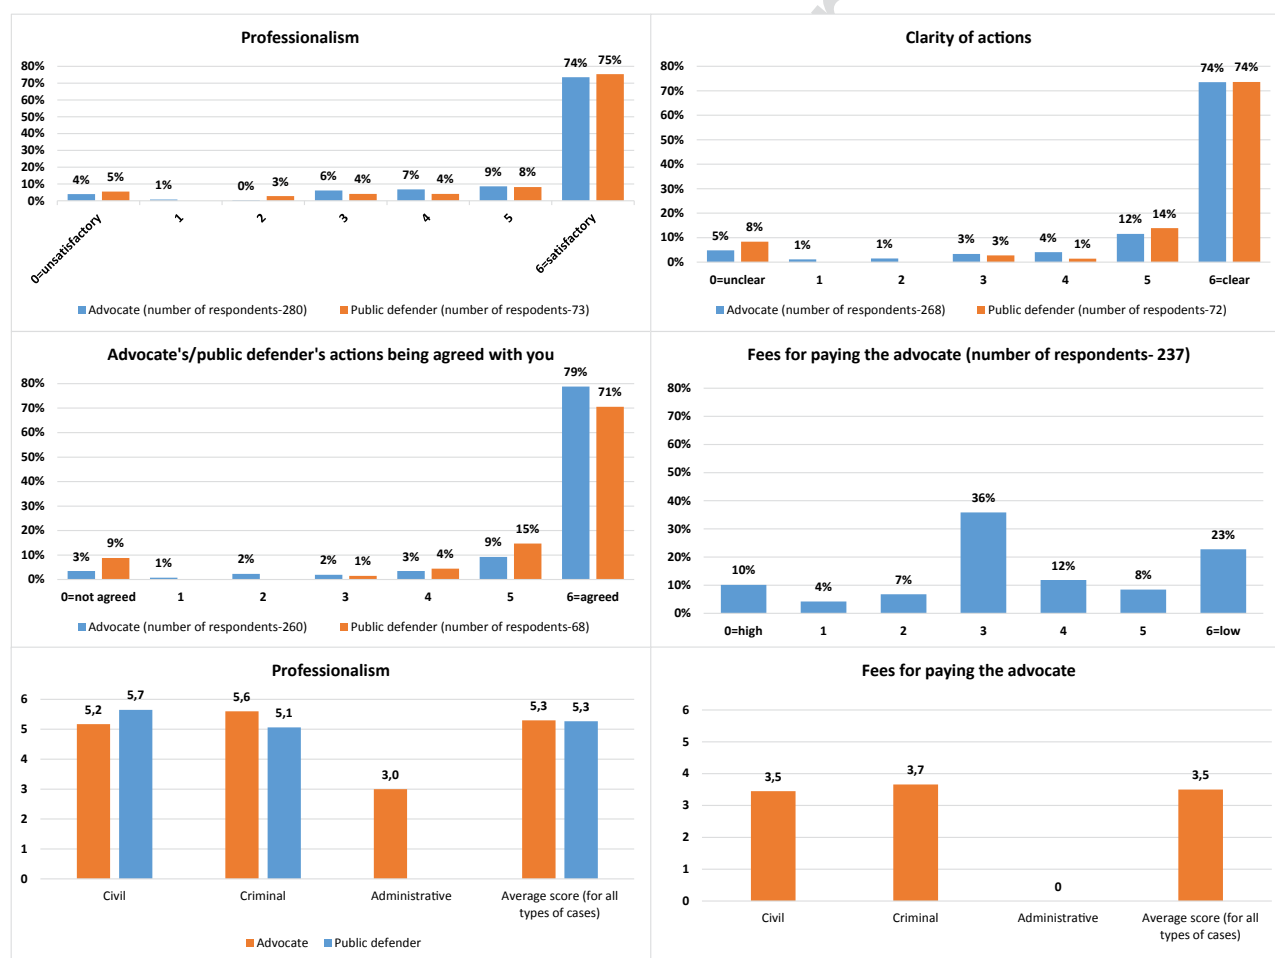 Professionalism
80%
70%
60%
50%
40%
30%
20%
10%
0%
4% 5% 1% 0% 3% 6% 4% 7% 4% 9% 8% 74% 75%
0=unsatisfactory 1 2 3 4 5 6=satisfactory
Advocate (number of respondents-280) Public defender (number of respodents-73)
Clarity of actions
80%
70%
60%
50%
40%
30%
20%
10%
0%
5% 8% 1% 1% 3% 3% 4% 1% 12% 14% 74% 74%
0=unclear 1 2 3 4 5 6=clear
Advocate (number of respondents-268) Public defender (number of respodents-72)
Advocate's/public defender's actions being agreed with you
80%
70%
60%
50%
40%
30%
20%
10%
0%
3% 9% 1% 2% 2% 1% 3% 4% 9% 15% 79% 71%
0=not agreed 1 2 3 4 5 6=agreed
Advocate (number of respondents-260) Public defender (number of respodents-68)
Fees for paying the advocate (number of respondents- 237)
80%
70%
60%
50%
40%
30%
20%
10%
0%
10% 4% 7% 36% 12% 8% 23%
0=high 1 2 3 4 5 6=low
Professionalism
6
5
4
3
2
1
0
5,2 5,7 5,6 5,1 3,0 5,3 5,3
Civil Criminal Administrative Average score (for all
types of cases)
Advocate Public defender
Fees for paying the advocate
6
5
4
3
2
1
0
3,5 3,7 0 3,5
Civil Criminal Administrative Average score (for all
types of cases)